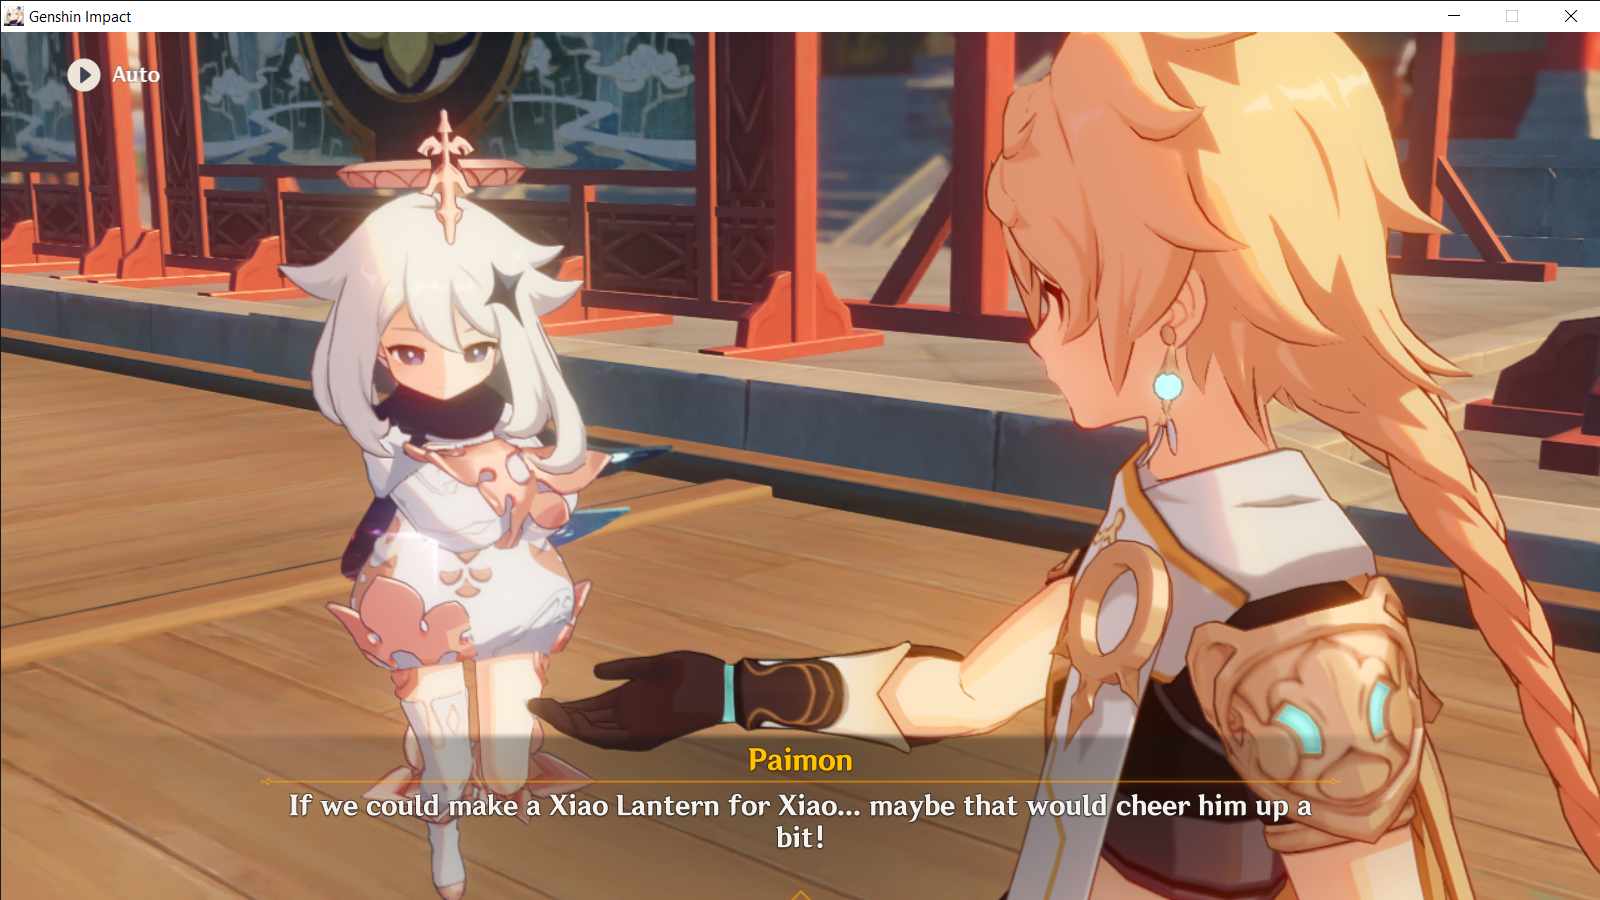 Genshin Impact
Auto
Paimon
If we could make a Xiao Lantern for Xiao... maybe that would cheer him up a
bit!